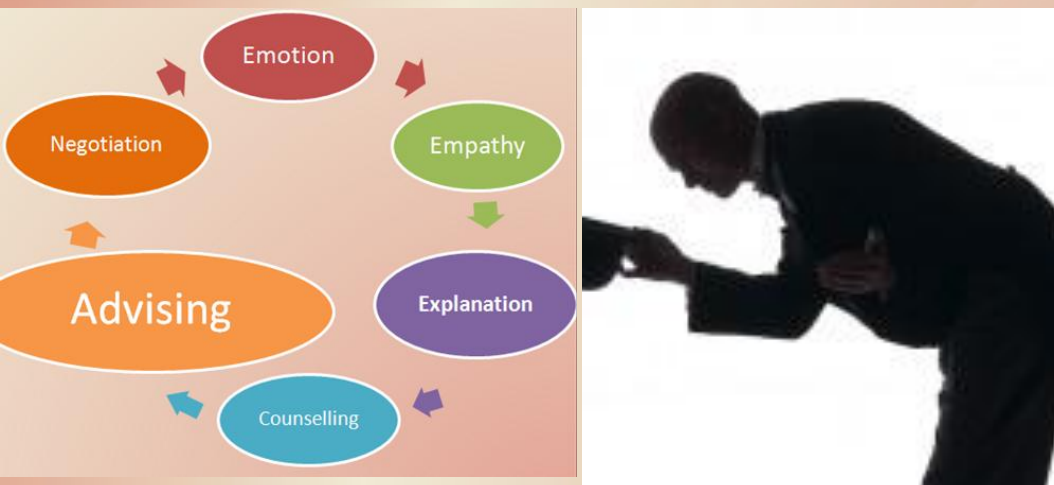 Emotion
Empathy
Explanation
Counselling
Advising
Negotiation